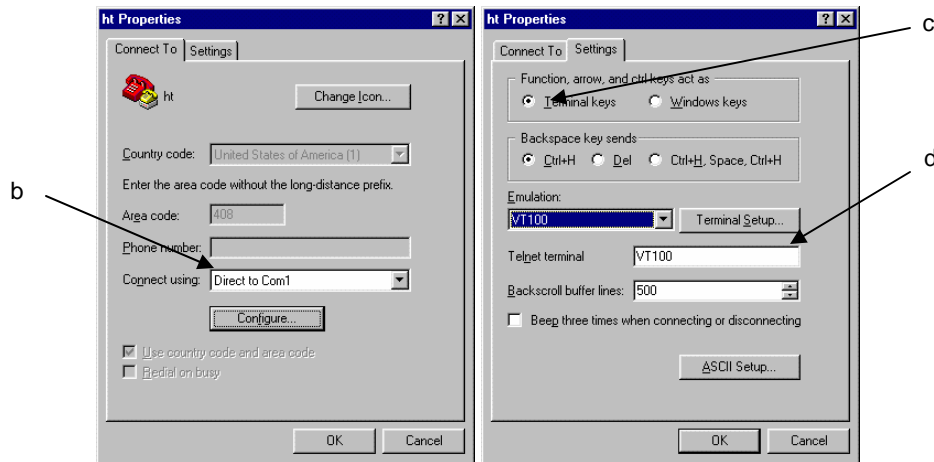 ht Properties
Connect To Settings
ht
Change Icon...
Country code: United States of America (1)
Enter the area code without the long-distance prefix.
Area code: 408
Phone number:
Connect using: Direct to Com1
Configure...
Use country code and area code
Redial on busy
OK Cancel
b
ht Properties
Connect To Settings
Function, arrow, and ctrl keys act as
Terminal keys Windows keys
Backspace key sends
Ctrl+H Del Ctrl+H, Space, Ctrl+H
Emulation:
VT100 Terminal Setup...
Telnet terminal VT100
Backscroll buffer lines: 500
Beep three times when connecting or disconnecting
ASCII Setup...
OK Cancel
c
d